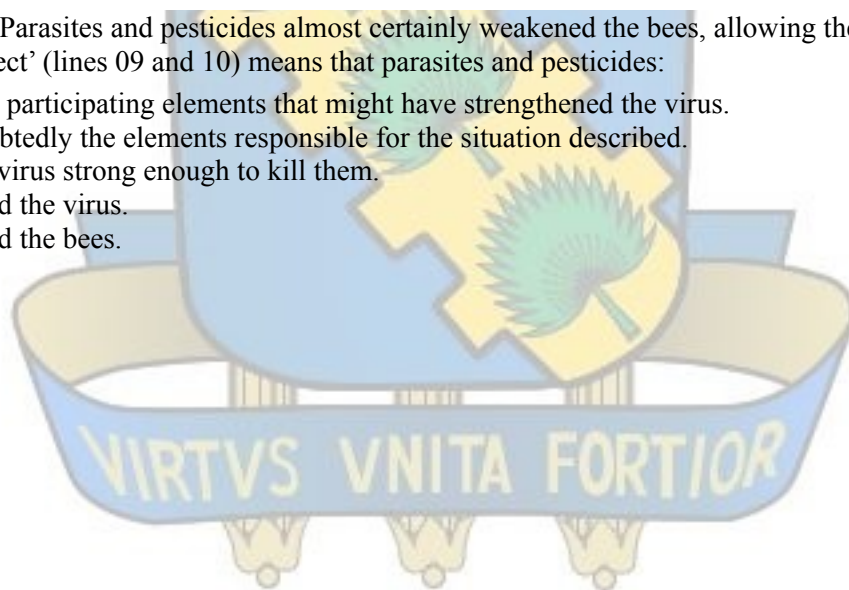 Parasites and pesticides almost certainly weakened the bees, allowing the
ect’ (lines 09 and 10) means that parasites and pesticides:
participating elements that might have strengthened the virus.
btedly the elements responsible for the situation described.
virus strong enough to kill them.
d the virus.
d the bees.
VIRTVS VNITA FORTIOR